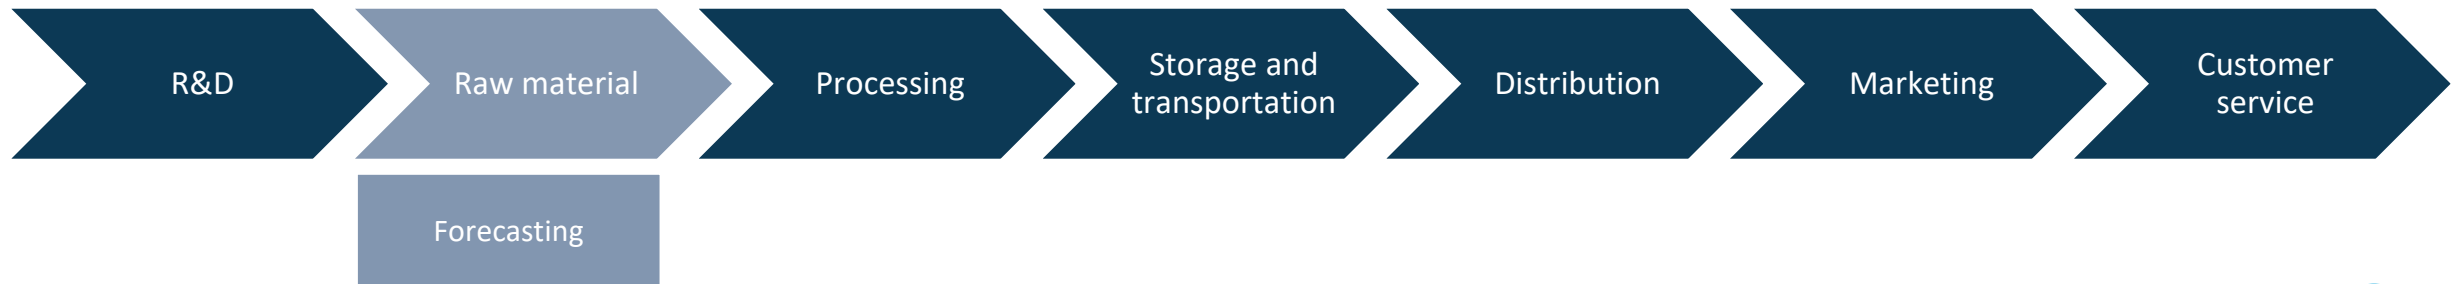 R&D
Raw material
Processing
Storage and
transportation
Distribution
Marketing
Customer
service
Forecasting